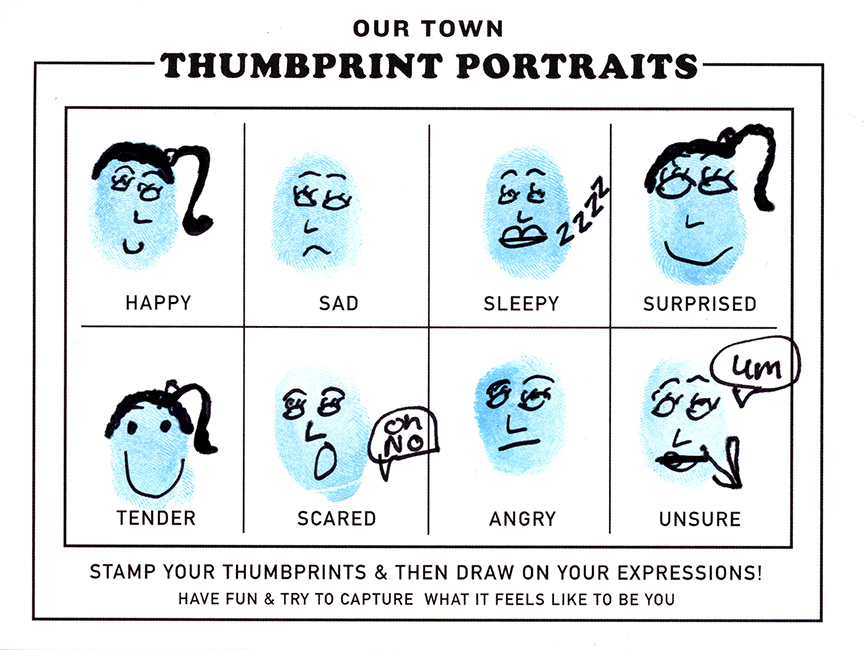 OUR TOWN
THUMBPRINT PORTRAITS
HAPPY
SAD
zzzz
SLEEPY
SURPRISED
TENDER
oh
NO
SCARED
ANGRY
um
UNSURE
STAMP YOUR THUMBPRINTS & THEN DRAW ON YOUR EXPRESSIONS!
HAVE FUN & TRY TO CAPTURE WHAT IT FEELS LIKE TO BE YOU